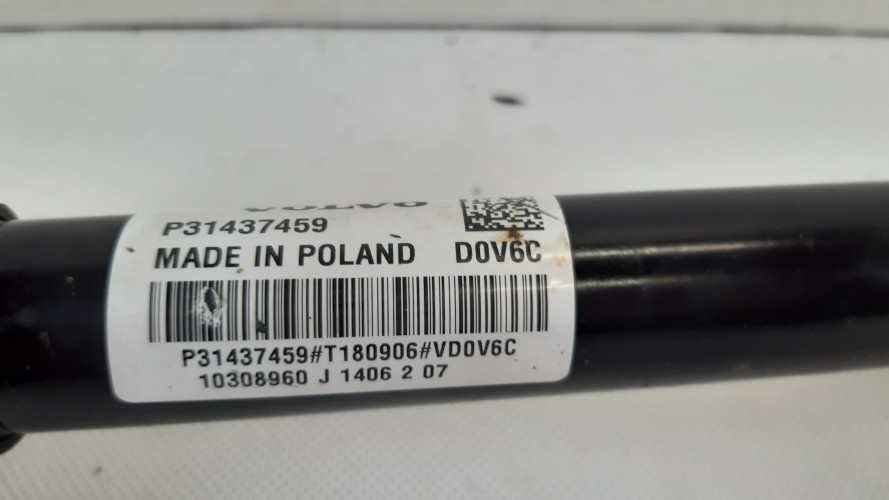 VOLVO
P31437459
MADE IN POLAND D0V6C
P31437459#T180906#VD0V6C
10308960 J 1406 2 07